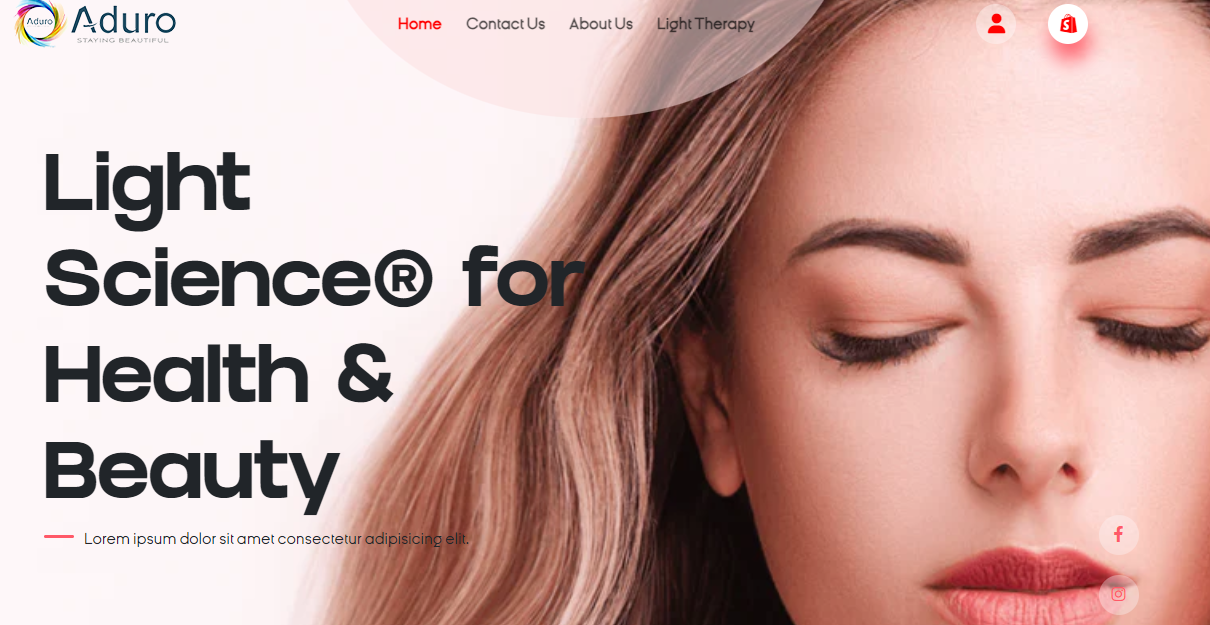 Aduro
Aduro
STAYING BEAUTIFUL
Home
Contact Us
About Us
Light Therapy
Light
Science® for
Health &
Beauty
Lorem ipsum dolor sit amet consectetur adipisicing elit.